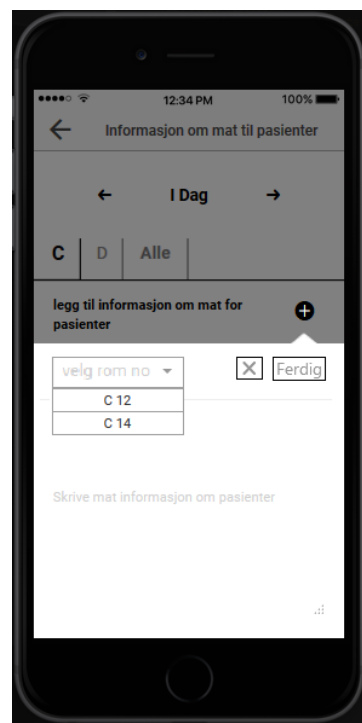 12:34 PM
100%
Informasjon om mat til pasienter
I Dag
C
D
Alle
legg til informasjon om mat for
pasienter
velg rom no
Ferdig
C 12
C 14
Skrive mat informasjon om pasienter